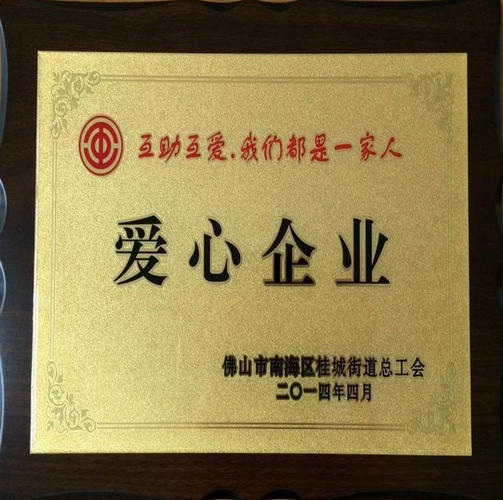 互助互爱.我们都是一家人
爱心企业
佛山市南海区桂城街道总工会
二〇一四年四月